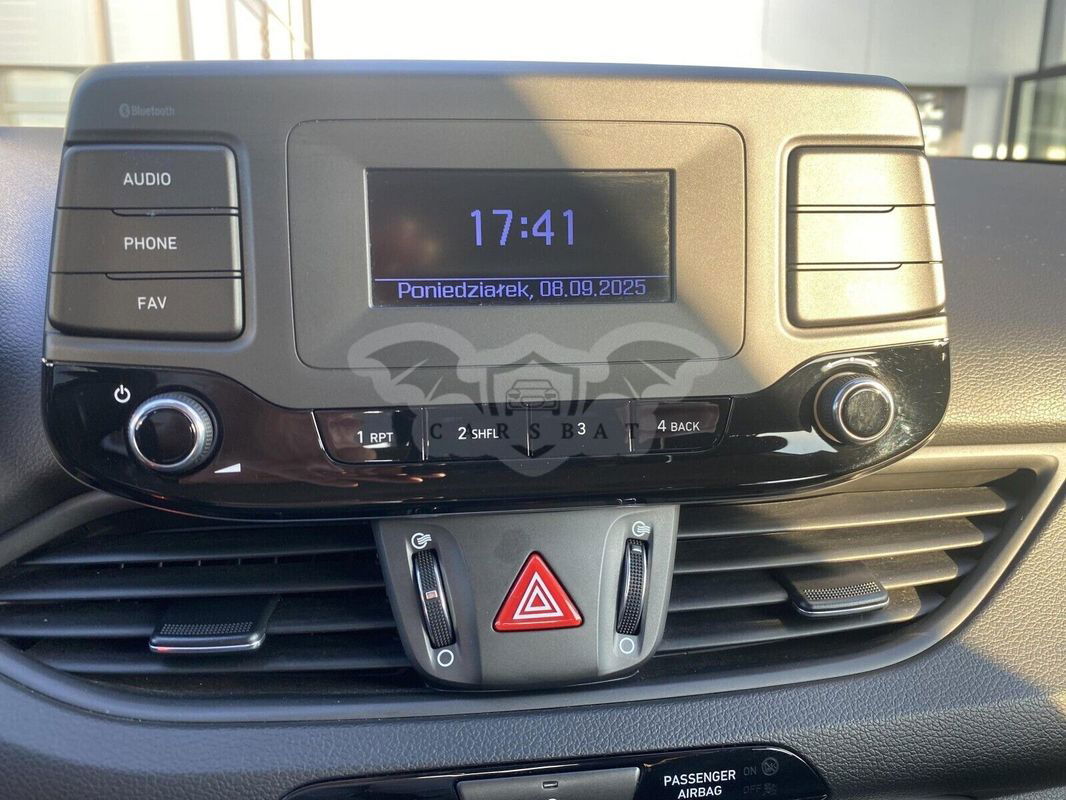 Bluetooth
AUDIO
PHONE
FAV
17:41
Poniedziałek, 08.09.2025
1 RPT
2 SHFL
3
4 BACK
CARSBAT
PASSENGER
AIRBAG
ON
OFF